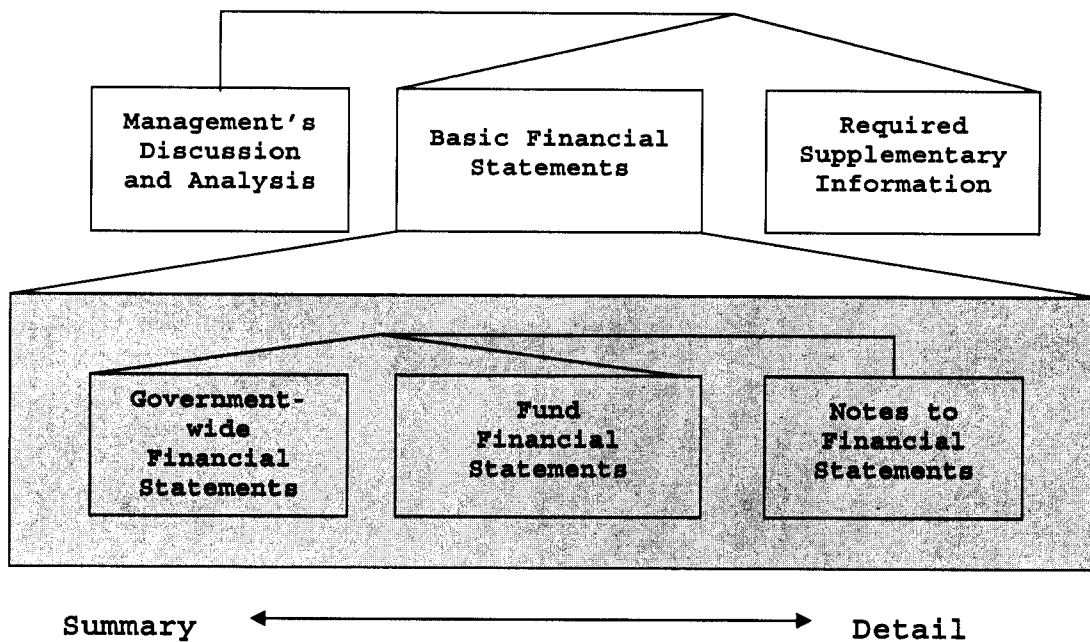 Management's
Discussion
and Analysis
Basic Financial
Statements
Required
Supplementary
Information
Government-
wide
Financial
Statements
Fund
Financial
Statements
Notes to
Financial
Statements
Summary
Detail